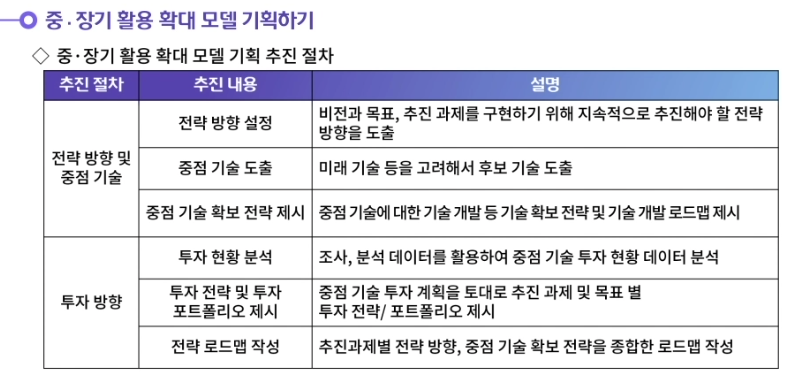 중·장기 활용 확대 모델 기획하기
◇ 중·장기 활용 확대 모델 기획 추진 절차
추진 절차 추진 내용 설명
전략 방향 및
중점 기술
전략 방향 설정
비전과 목표, 추진 과제를 구현하기 위해 지속적으로 추진해야 할 전략
방향을 도출
중점 기술 도출
미래 기술 등을 고려해서 후보 기술 도출
중점 기술 확보 전략 제시
중점 기술에 대한 기술 개발 등 기술 확보 전략 및 기술 개발 로드맵 제시
투자 방향
투자 현황 분석
조사, 분석 데이터를 활용하여 중점 기술 투자 현황 데이터 분석
투자 전략 및 투자
포트폴리오 제시
중점 기술 투자 계획을 토대로 추진 과제 및 목표 별
투자 전략/ 포트폴리오 제시
전략 로드맵 작성
추진과제별 전략 방향, 중점 기술 확보 전략을 종합한 로드맵 작성